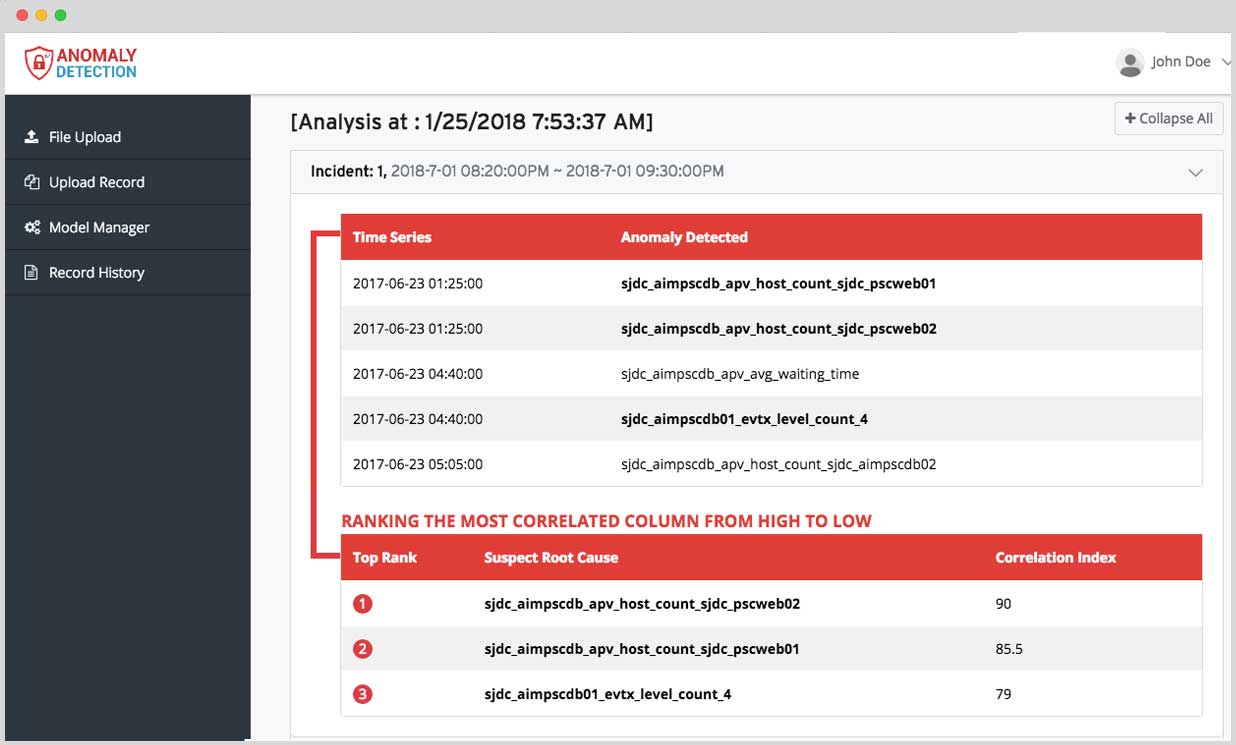 ANOMALY
DETECTION
John Doe
File Upload
Upload Record
Model Manager
Record History
[Analysis at : 1/25/2018 7:53:37 AM]
+ Collapse All
Incident: 1, 2018-7-01 08:20:00PM ~ 2018-7-01 09:30:00PM
Time Series Anomaly Detected
2017-06-23 01:25:00 sjdc_aimpscdb_apv_host_count_sjdc_pscweb01
2017-06-23 01:25:00 sjdc_aimpscdb_apv_host_count_sjdc_pscweb02
2017-06-23 04:40:00 sjdc_aimpscdb_apv_avg_waiting_time
2017-06-23 04:40:00 sjdc_aimpscdb01_evtx_level_count_4
2017-06-23 05:05:00 sjdc_aimpscdb_apv_host_count_sjdc_aimpscdb02
RANKING THE MOST CORRELATED COLUMN FROM HIGH TO LOW
Top Rank Suspect Root Cause Correlation Index
1 sjdc_aimpscdb_apv_host_count_sjdc_pscweb02 90
2 sjdc_aimpscdb_apv_host_count_sjdc_pscweb01 85.5
3 sjdc_aimpscdb01_evtx_level_count_4 79